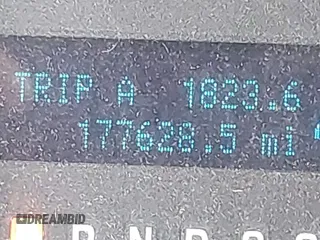 TRIP A 1823.6
177628.5 mi
R N D
DREAMBID